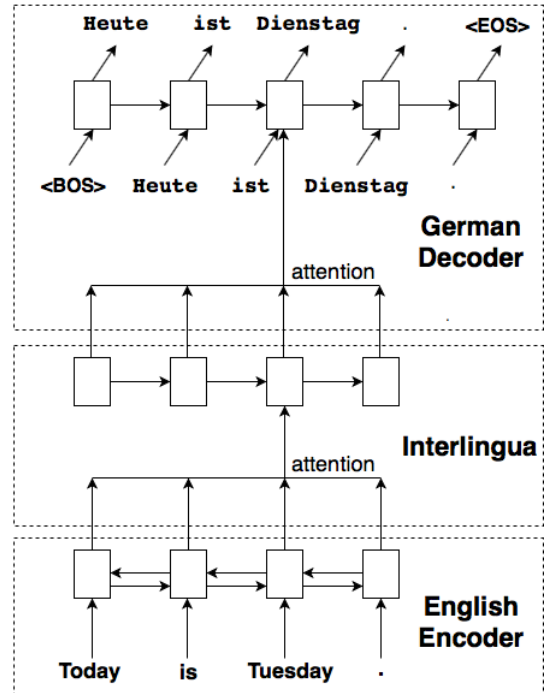 Heute ist Dienstag . <EOS>
<BOS> Heute ist Dienstag .
German
Decoder
attention
Interlingua
attention
English
Encoder
Today is Tuesday .